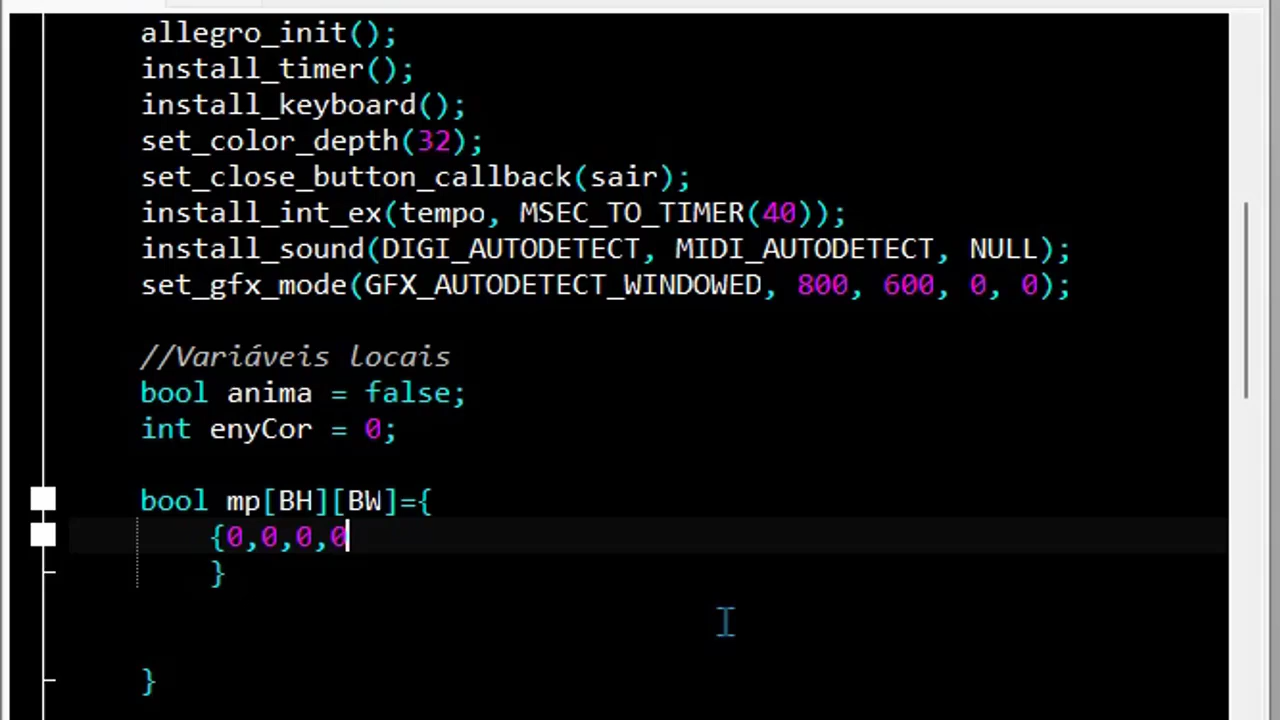 allegro_init();
install_timer();
install_keyboard();
set_color_depth(32);
set_close_button_callback(sair);
install_int_ex(tempo, MSEC_TO_TIMER(40));
install_sound(DIGI_AUTODETECT, MIDI_AUTODETECT, NULL);
set_gfx_mode(GFX_AUTODETECT_WINDOWED, 800, 600, 0, 0);
//Variáveis locais
bool anima = false;
int enyCor = 0;
bool mp[BH][BW]={
{0,0,0,0
}
}